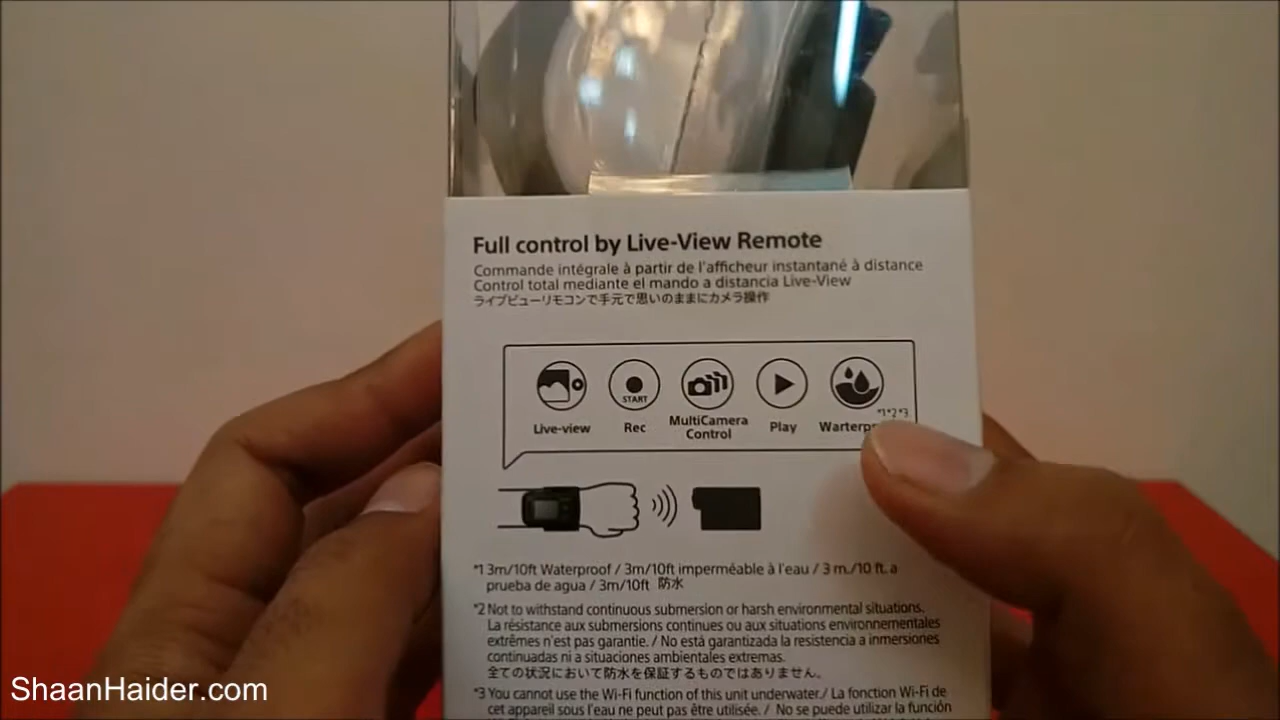 Full control by Live-View Remote
Commande intégrale à partir de l'afficheur instantané à distance
Control total mediante el mando a distancia Live-View
ライブビューリモコンで手元で思いのままにカメラ操作
START
*1*2*3
Live-view Rec MultiCamera Control Play Warterp
*1 3m/10ft Waterproof / 3m/10ft imperméable à l'eau / 3 m./10 ft. a
prueba de agua / 3m/10ft 防水
*2 Not to withstand continuous submersion or harsh environmental situations.
La résistance aux submersions continues ou aux situations environnementales
extrêmes n'est pas garantie. / No está garantizada la resistencia a inmersiones
continuadas ni a situaciones ambientales extremas.
全ての状況において防水を保証するものではありません。
*3 You cannot use the Wi-Fi function of this unit underwater./ La fonction Wi-Fi de
cet appareil sous l'eau ne peut pas être utilisée. / No se puede utilizar la función
ShaanHaider.com